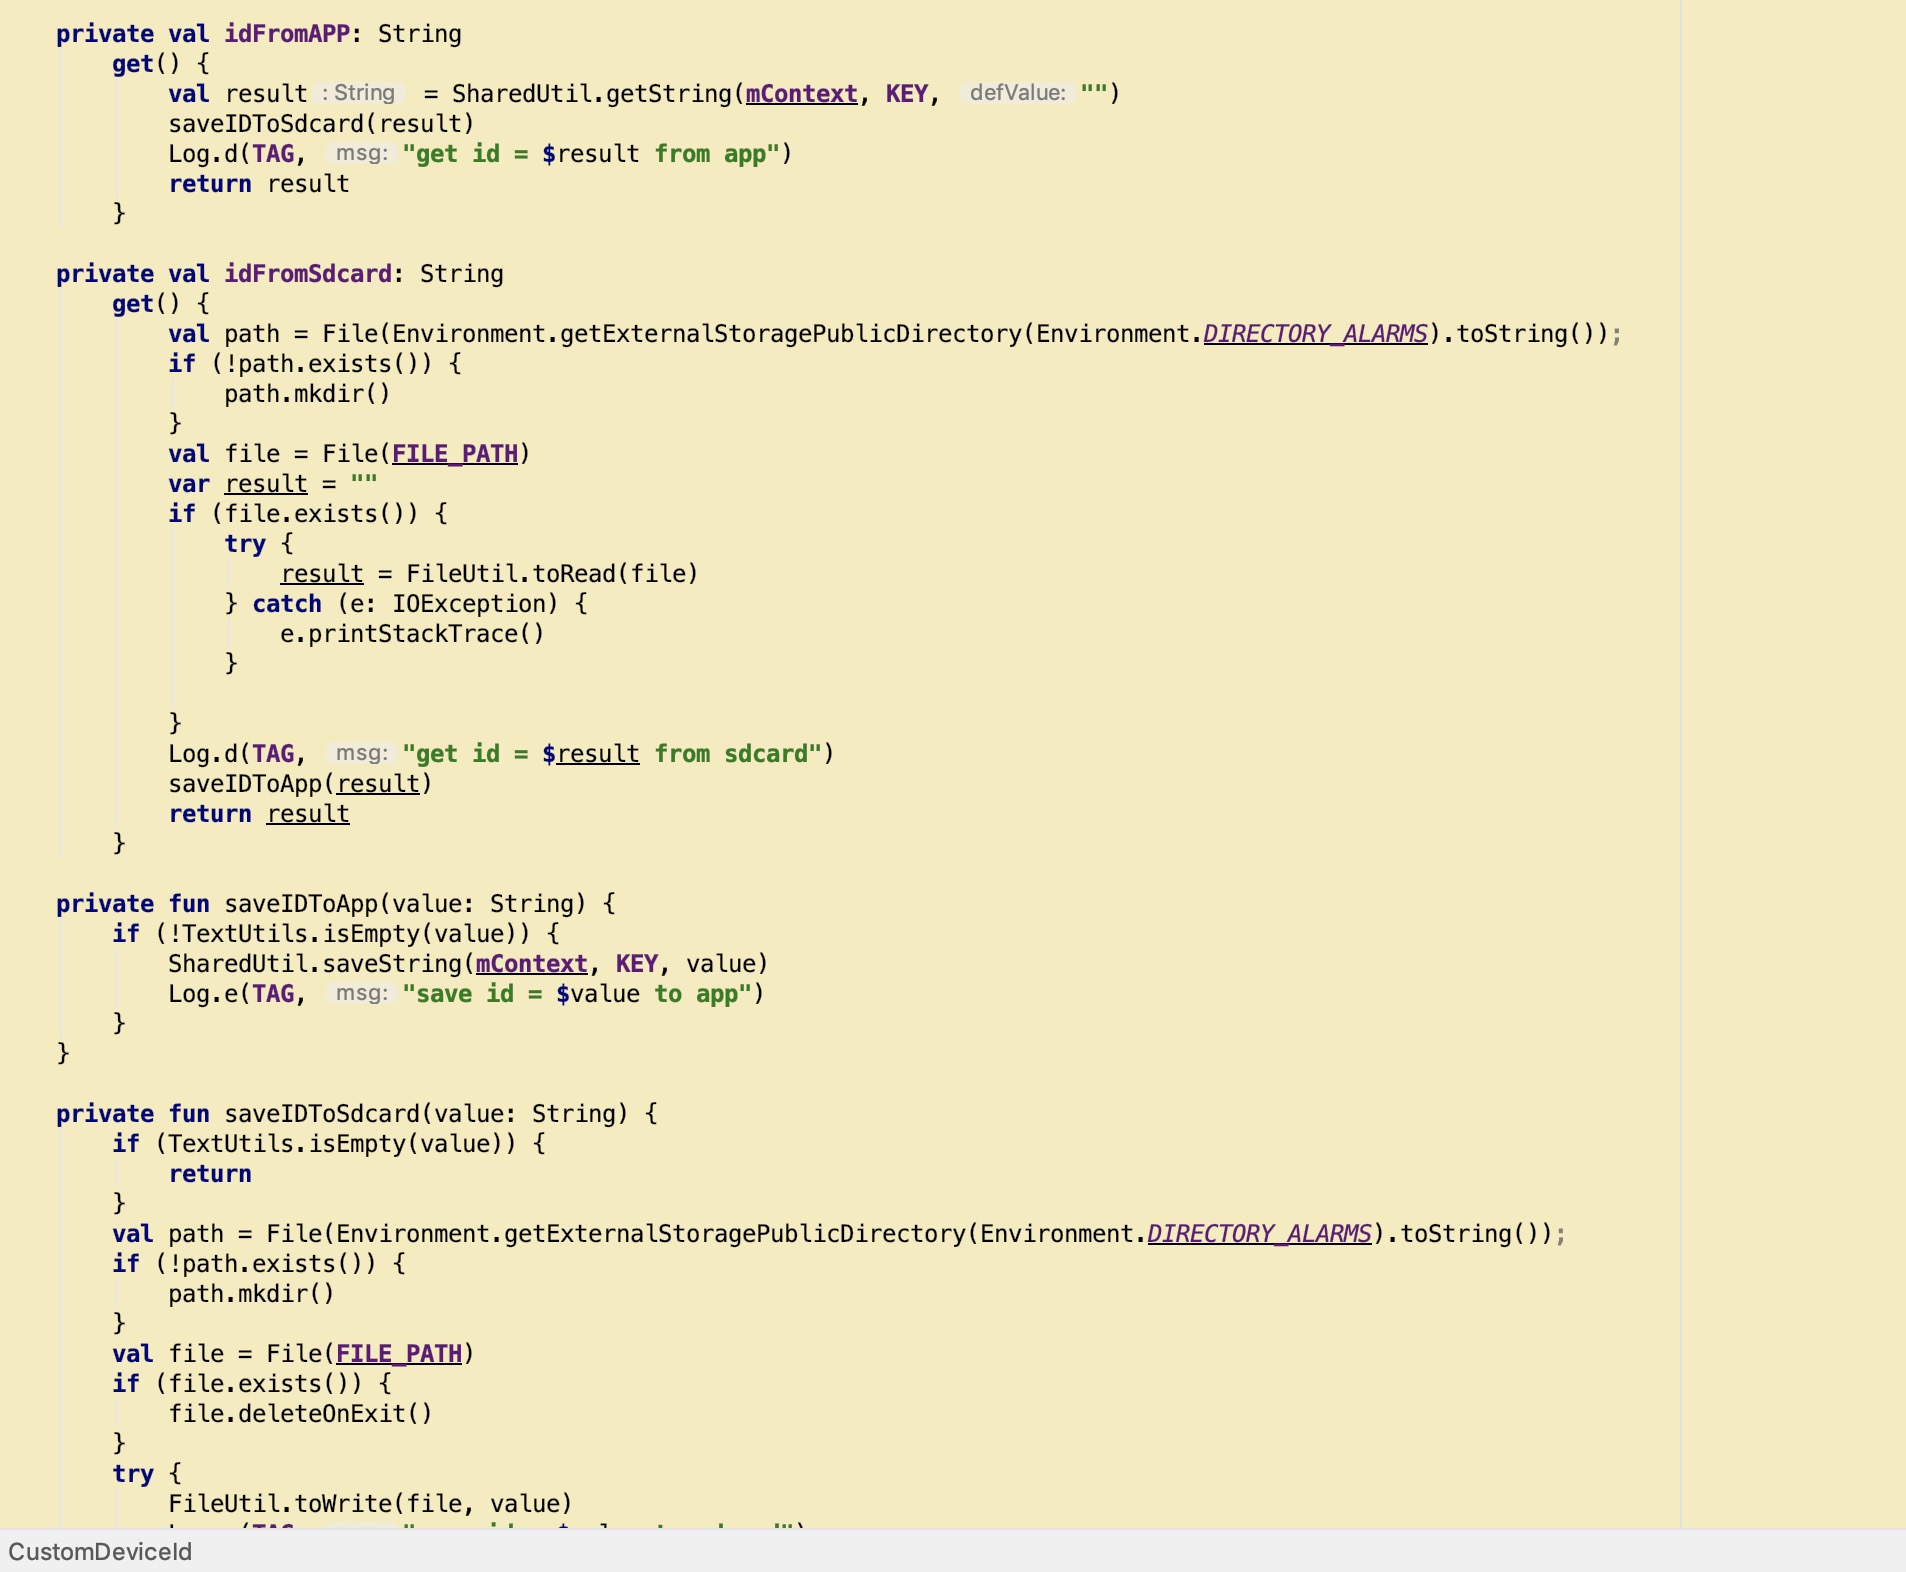 private val idFromAPP: String
get() {
val result : String = SharedUtil.getString(mContext, KEY, defValue: "")
saveIDToSdcard(result)
Log.d(TAG, msg: "get id = $result from app")
return result
}
private val idFromSdcard: String
get() {
val path = File(Environment.getExternalStoragePublicDirectory(Environment.DIRECTORY_ALARMS).toString());
if (!path.exists()) {
path.mkdir()
}
val file = File(FILE_PATH)
var result = ""
if (file.exists()) {
try {
result = FileUtil.toRead(file)
} catch (e: IOException) {
e.printStackTrace()
}
}
Log.d(TAG, msg: "get id = $result from sdcard")
saveIDToApp(result)
return result
}
private fun saveIDToApp(value: String) {
if (!TextUtils.isEmpty(value)) {
SharedUtil.saveString(mContext, KEY, value)
Log.e(TAG, msg: "save id = $value to app")
}
}
private fun saveIDToSdcard(value: String) {
if (TextUtils.isEmpty(value)) {
return
}
val path = File(Environment.getExternalStoragePublicDirectory(Environment.DIRECTORY_ALARMS).toString());
if (!path.exists()) {
path.mkdir()
}
val file = File(FILE_PATH)
if (file.exists()) {
file.deleteOnExit()
}
try {
FileUtil.toWrite(file, value)
CustomDeviceId